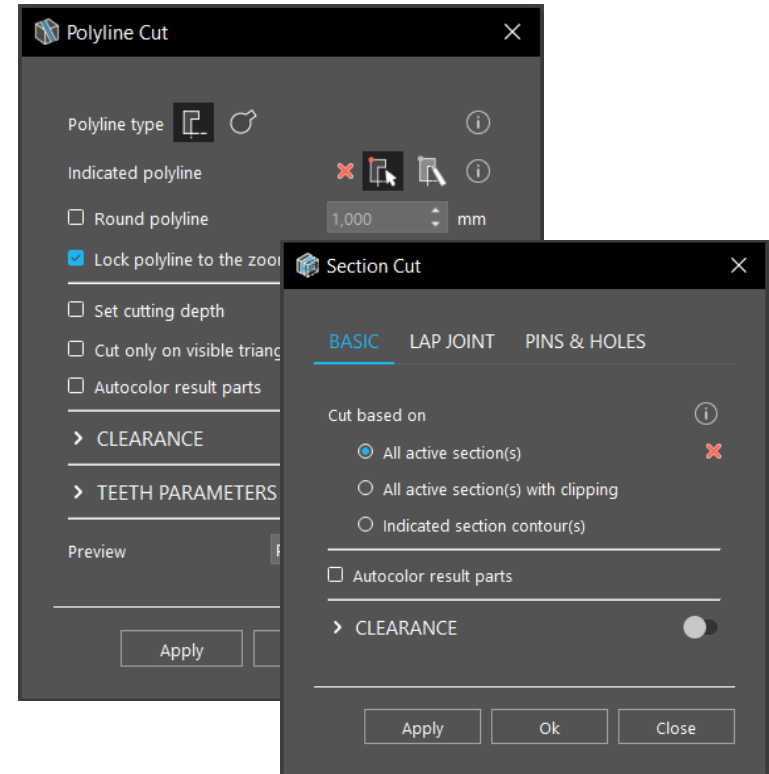 Polyline Cut
Polyline type
Indicated polyline
Round polyline 1,000 mm
Lock polyline to the
Set cutting depth
Cut only on visible
Autocolor result parts
CLEARANCE
TEETH PARAMETERS
Preview
Apply
Section Cut
BASIC LAP JOINT PINS & HOLES
Cut based on
All active section(s)
All active section(s) with clipping
Indicated section contour(s)
Autocolor result parts
CLEARANCE
Apply Ok Close